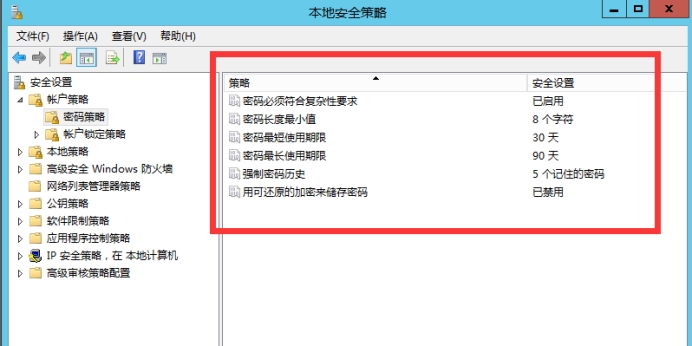 本地安全策略
文件(F) 操作(A) 查看(V) 帮助(H)
安全设置
帐户策略
密码策略
帐户锁定策略
本地策略
高级安全 Windows 防火墙
网络列表管理器策略
公钥策略
软件限制策略
应用程序控制策略
IP 安全策略，在 本地计算机
高级审核策略配置
策略 安全设置
密码必须符合复杂性要求 已启用
密码长度最小值 8 个字符
密码最短使用期限 30 天
密码最长使用期限 90 天
强制密码历史 5 个记住的密码
用可还原的加密来储存密码 已禁用